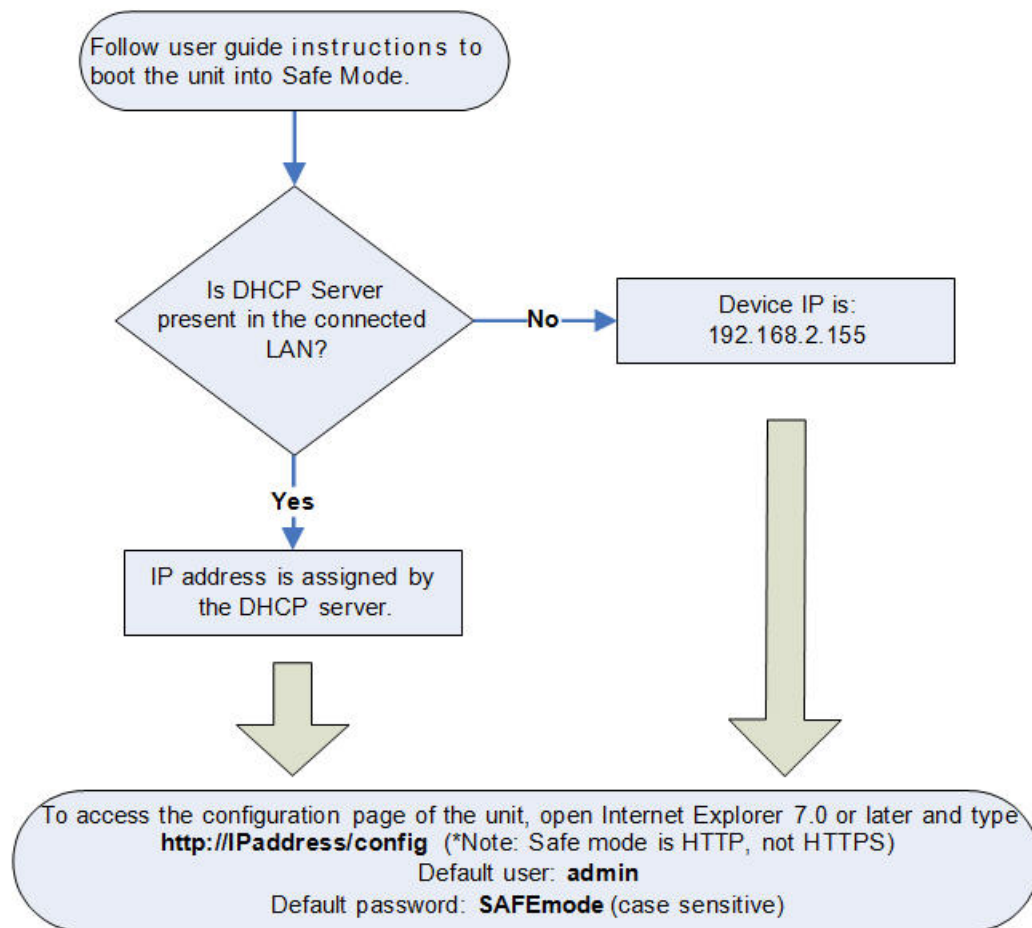 Follow user guide instructions to
boot the unit into Safe Mode.
Is DHCP Server
present in the connected
LAN?
No
Device IP is:
192.168.2.155
Yes
IP address is assigned by
the DHCP server.
To access the configuration page of the unit, open Internet Explorer 7.0 or later and type
http://IPaddress/config (*Note: Safe mode is HTTP, not HTTPS)
Default user: admin
Default password: SAFEmode (case sensitive)